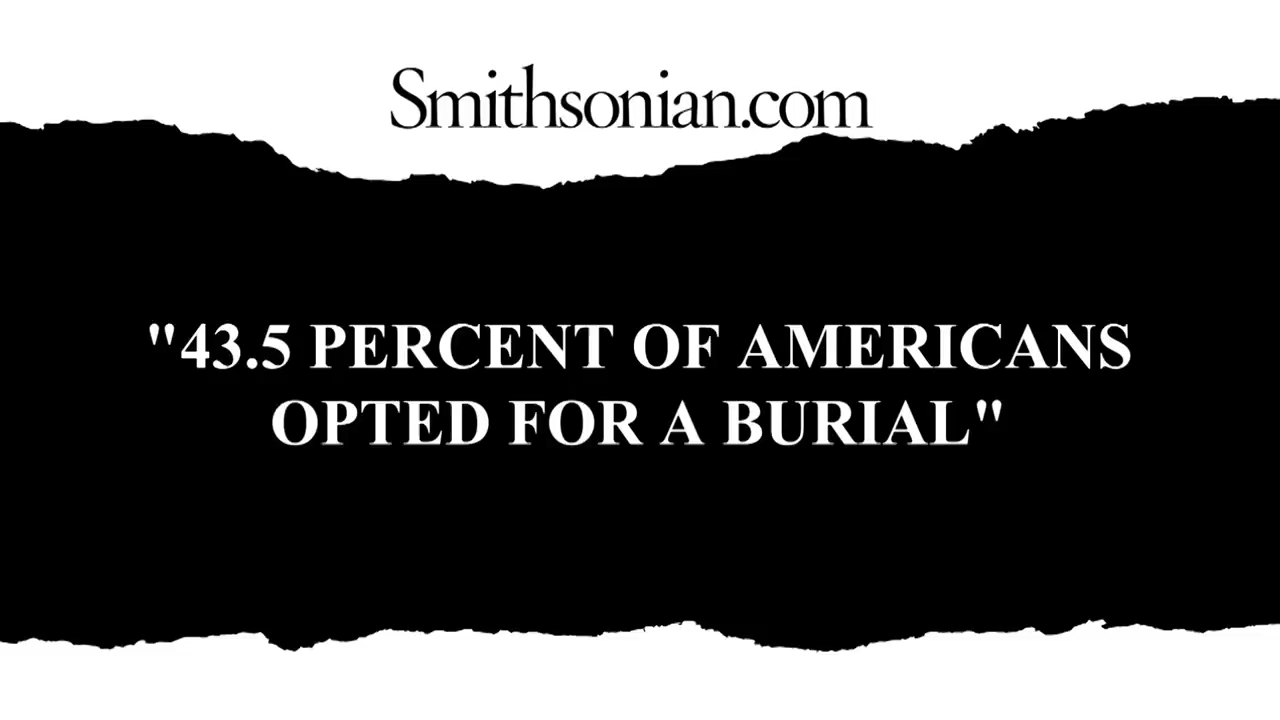 Smithsonian.com
"43.5 PERCENT OF AMERICANS
OPTED FOR A BURIAL"